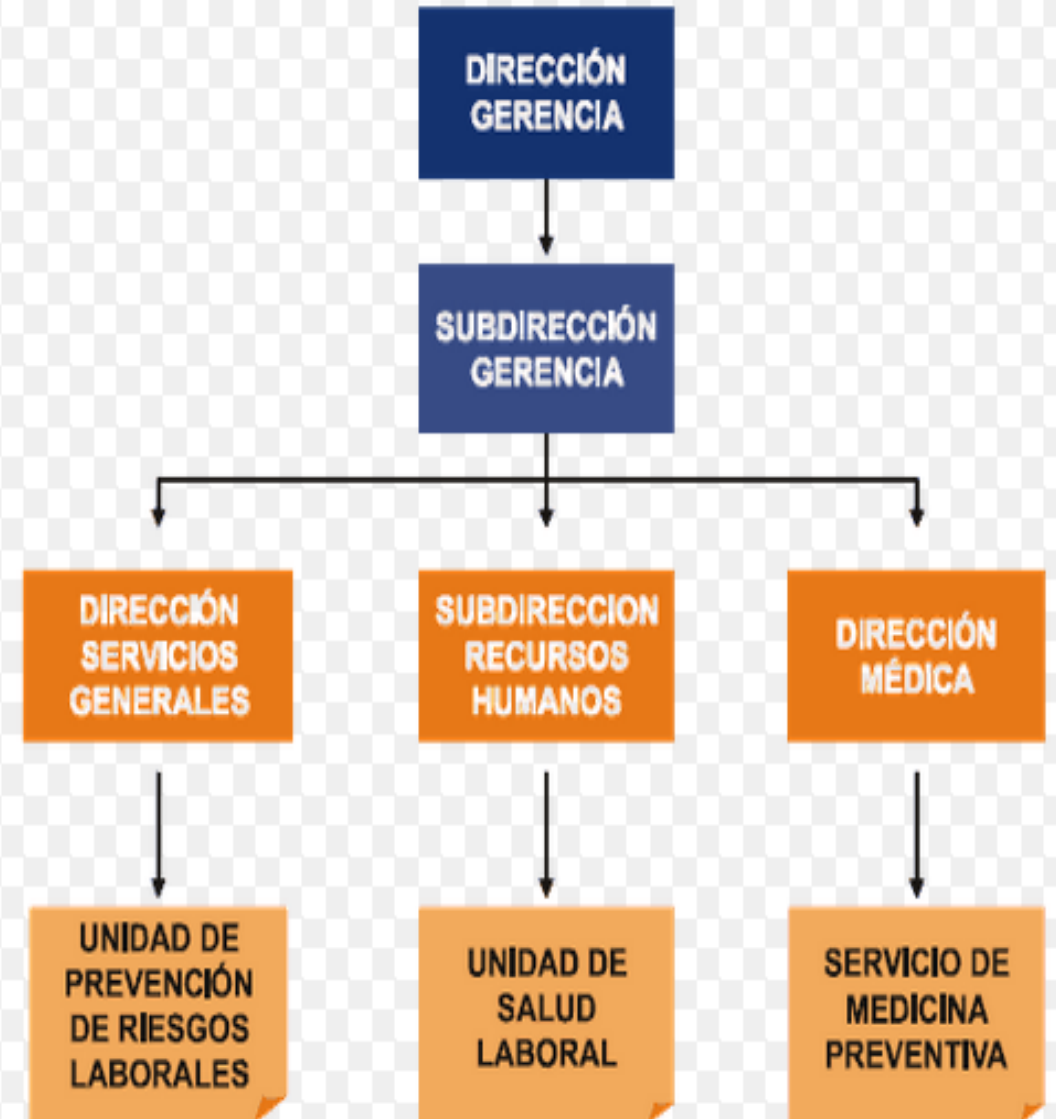 DIRECCIÓN
GERENCIA
SUBDIRECCIÓN
GERENCIA
DIRECCIÓN
SERVICIOS
GENERALES
SUBDIRECCION
RECURSOS
HUMANOS
DIRECCIÓN
MÉDICA
UNIDAD DE
PREVENCIÓN
DE RIESGOS
LABORALES
UNIDAD DE
SALUD
LABORAL
SERVICIO DE
MEDICINA
PREVENTIVA